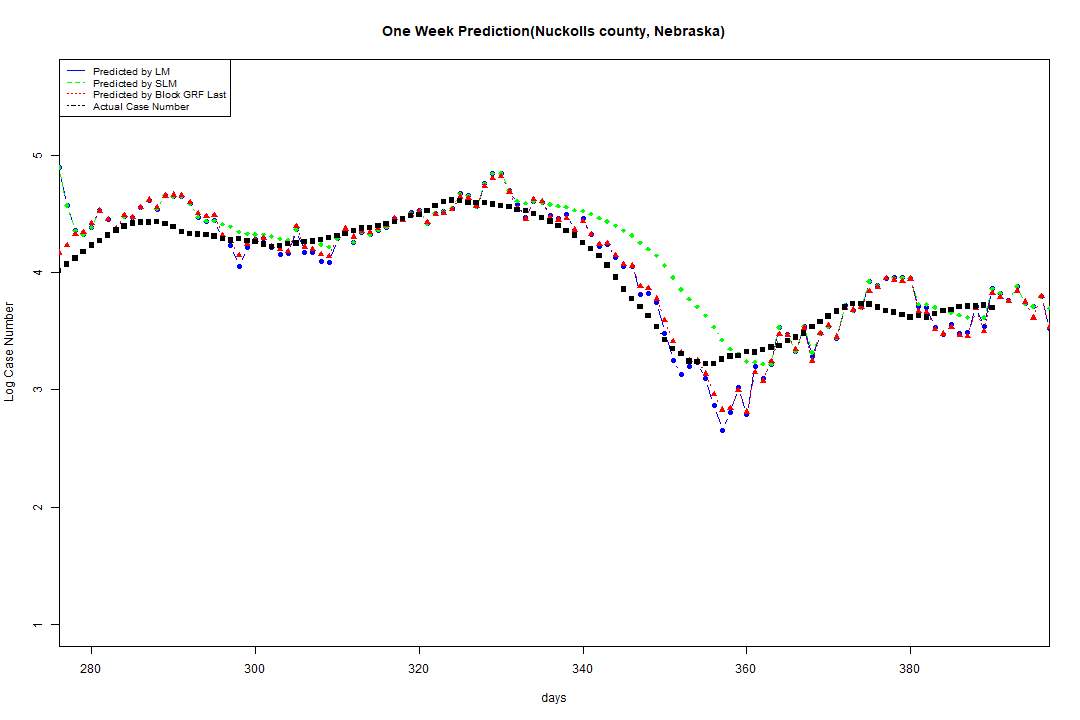 One Week Prediction(Nuckolls county, Nebraska)
Predicted by LM
Predicted by SLM
Predicted by Block GRF Last
Actual Case Number
5
4
3
2
1
Log Case Number
280 300 320 340 360 380
days